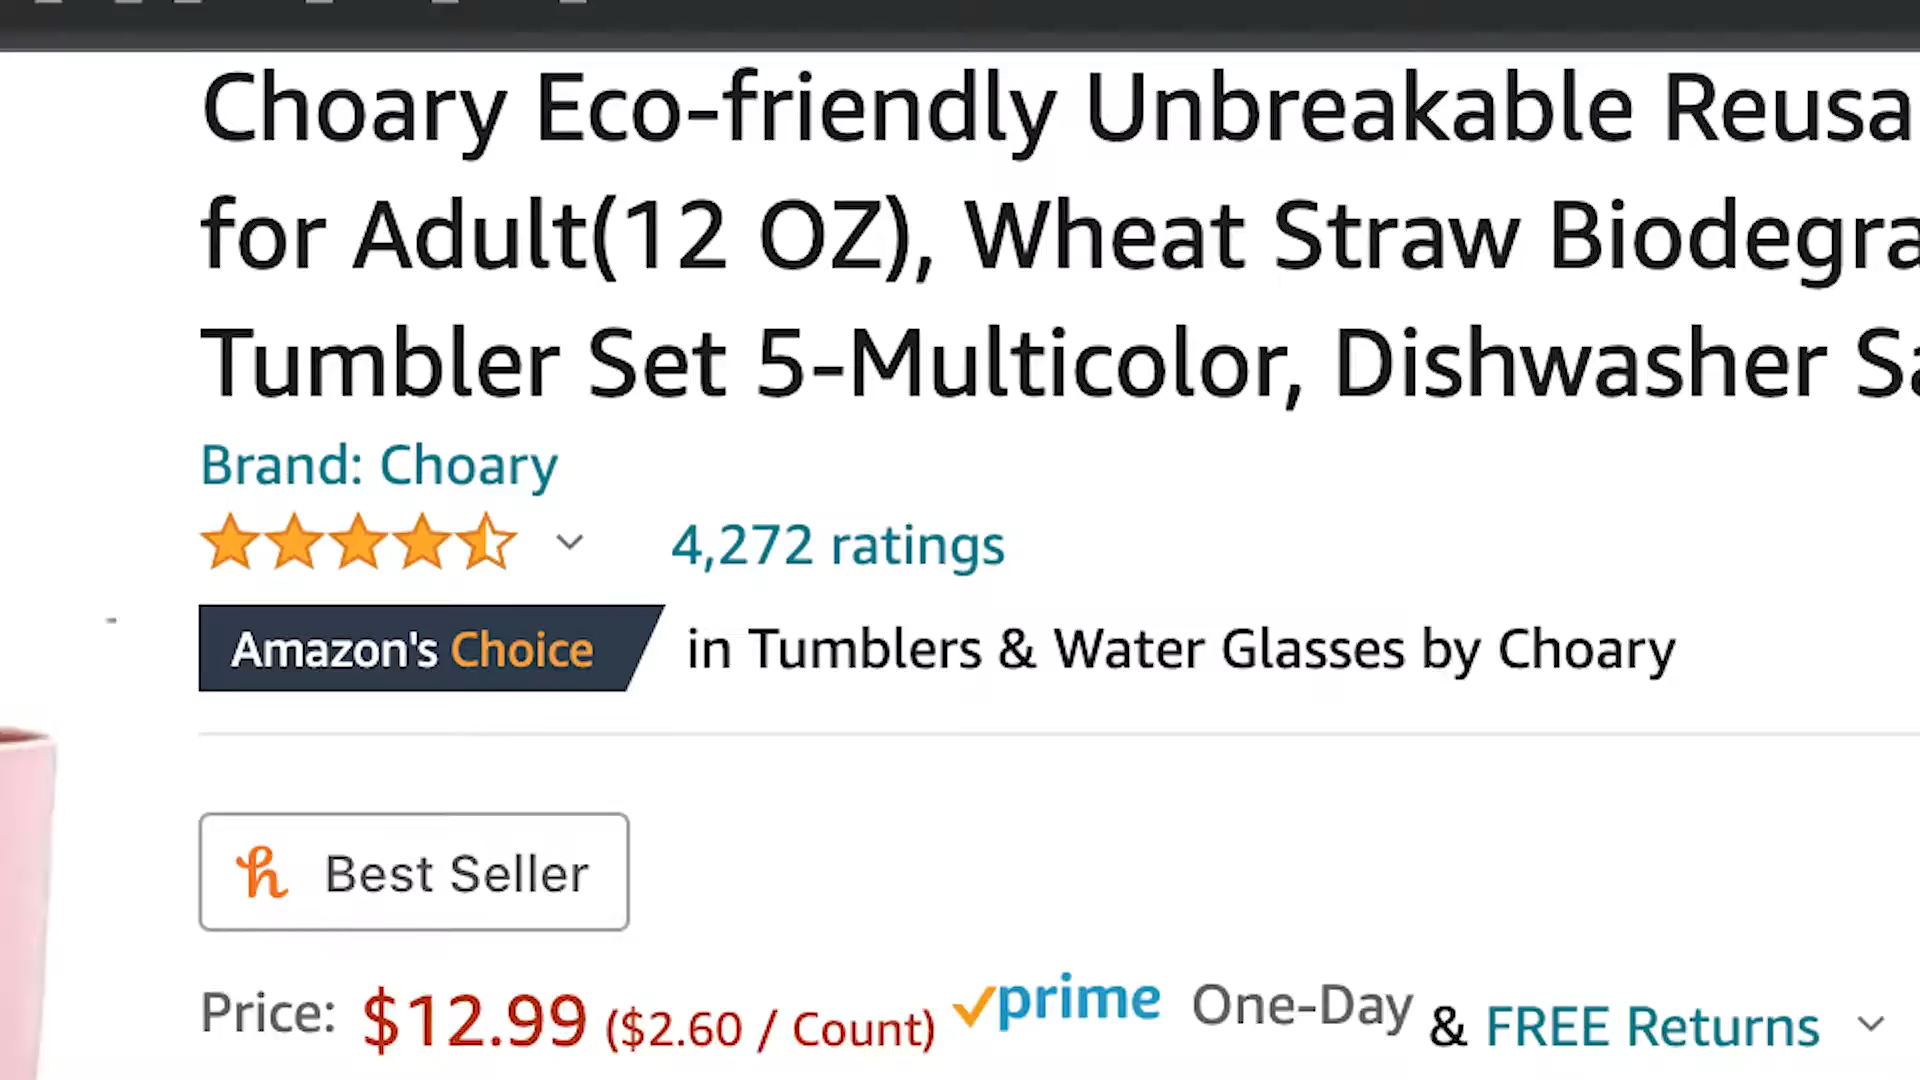 Choary Eco-friendly Unbreakable Reusa
for Adult(12 OZ), Wheat Straw Biodegra
Tumbler Set 5-Multicolor, Dishwasher Sa
Brand: Choary
4,272 ratings
Amazon's Choice in Tumblers & Water Glasses by Choary
h Best Seller
Price: $12.99 ($2.60 / Count) prime One-Day & FREE Returns